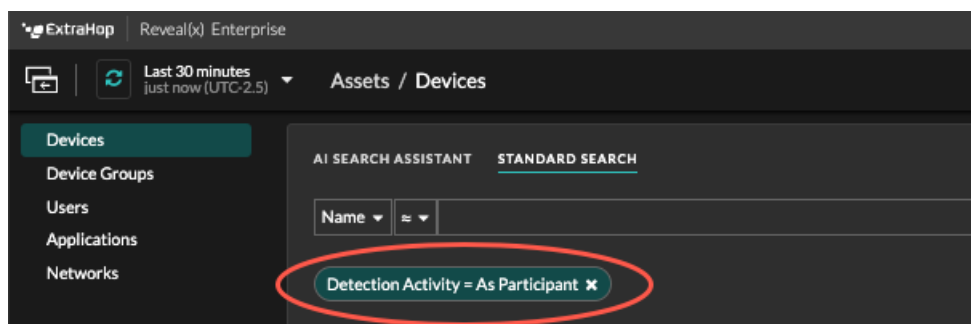 ExtraHop Reveal(x) Enterprise
Last 30 minutes
just now (UTC-2.5)
Assets / Devices
Devices
Device Groups
Users
Applications
Networks
AI SEARCH ASSISTANT STANDARD SEARCH
Name ≈
Detection Activity = As Participant ×